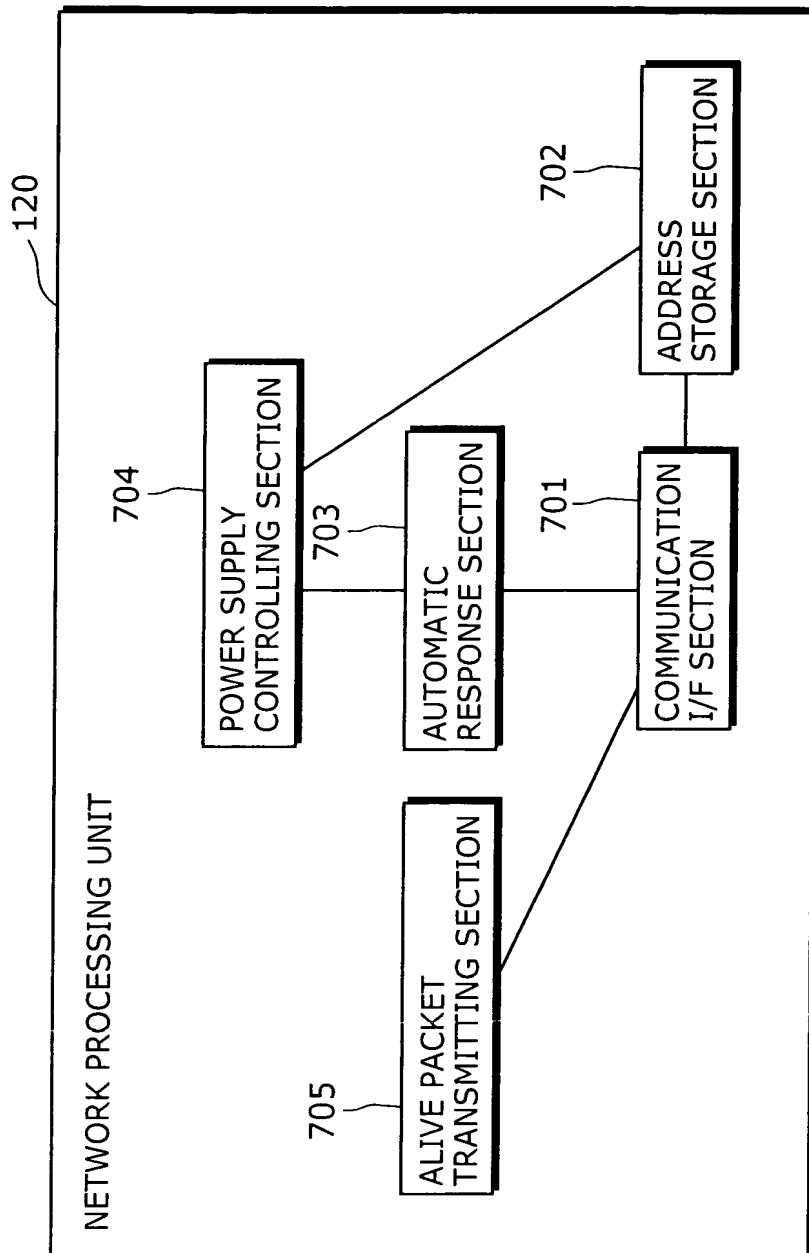 120
NETWORK PROCESSING UNIT
704
POWER SUPPLY
CONTROLLING SECTION
705
ALIVE PACKET
TRANSMITTING SECTION
703
AUTOMATIC
RESPONSE SECTION
701
COMMUNICATION
I/F SECTION
702
ADDRESS
STORAGE SECTION